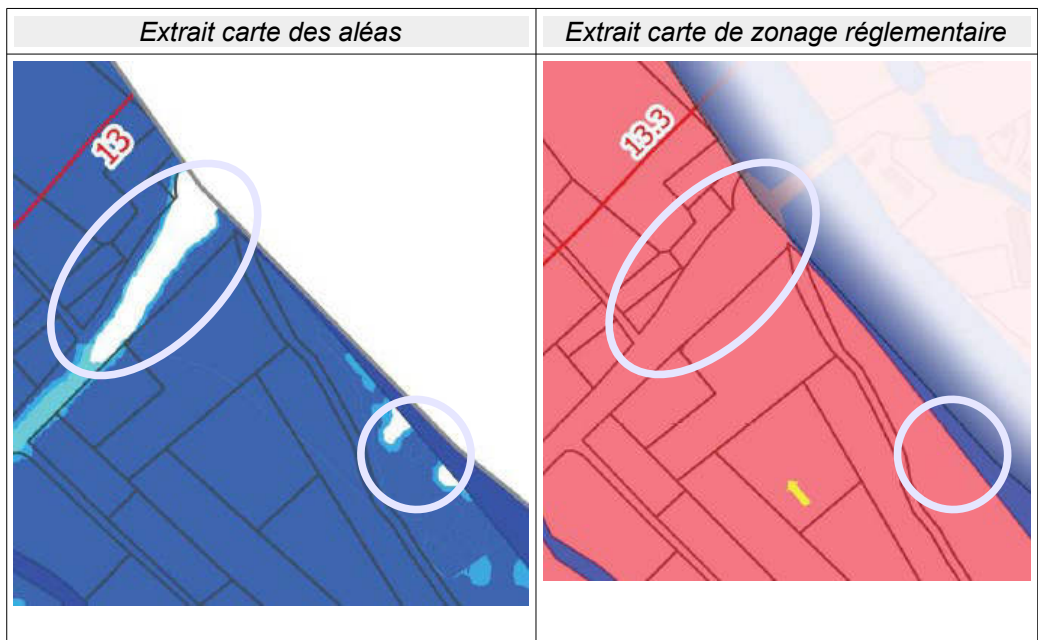 Extrait carte des aléas
Extrait carte de zonage réglementaire
13
13.3